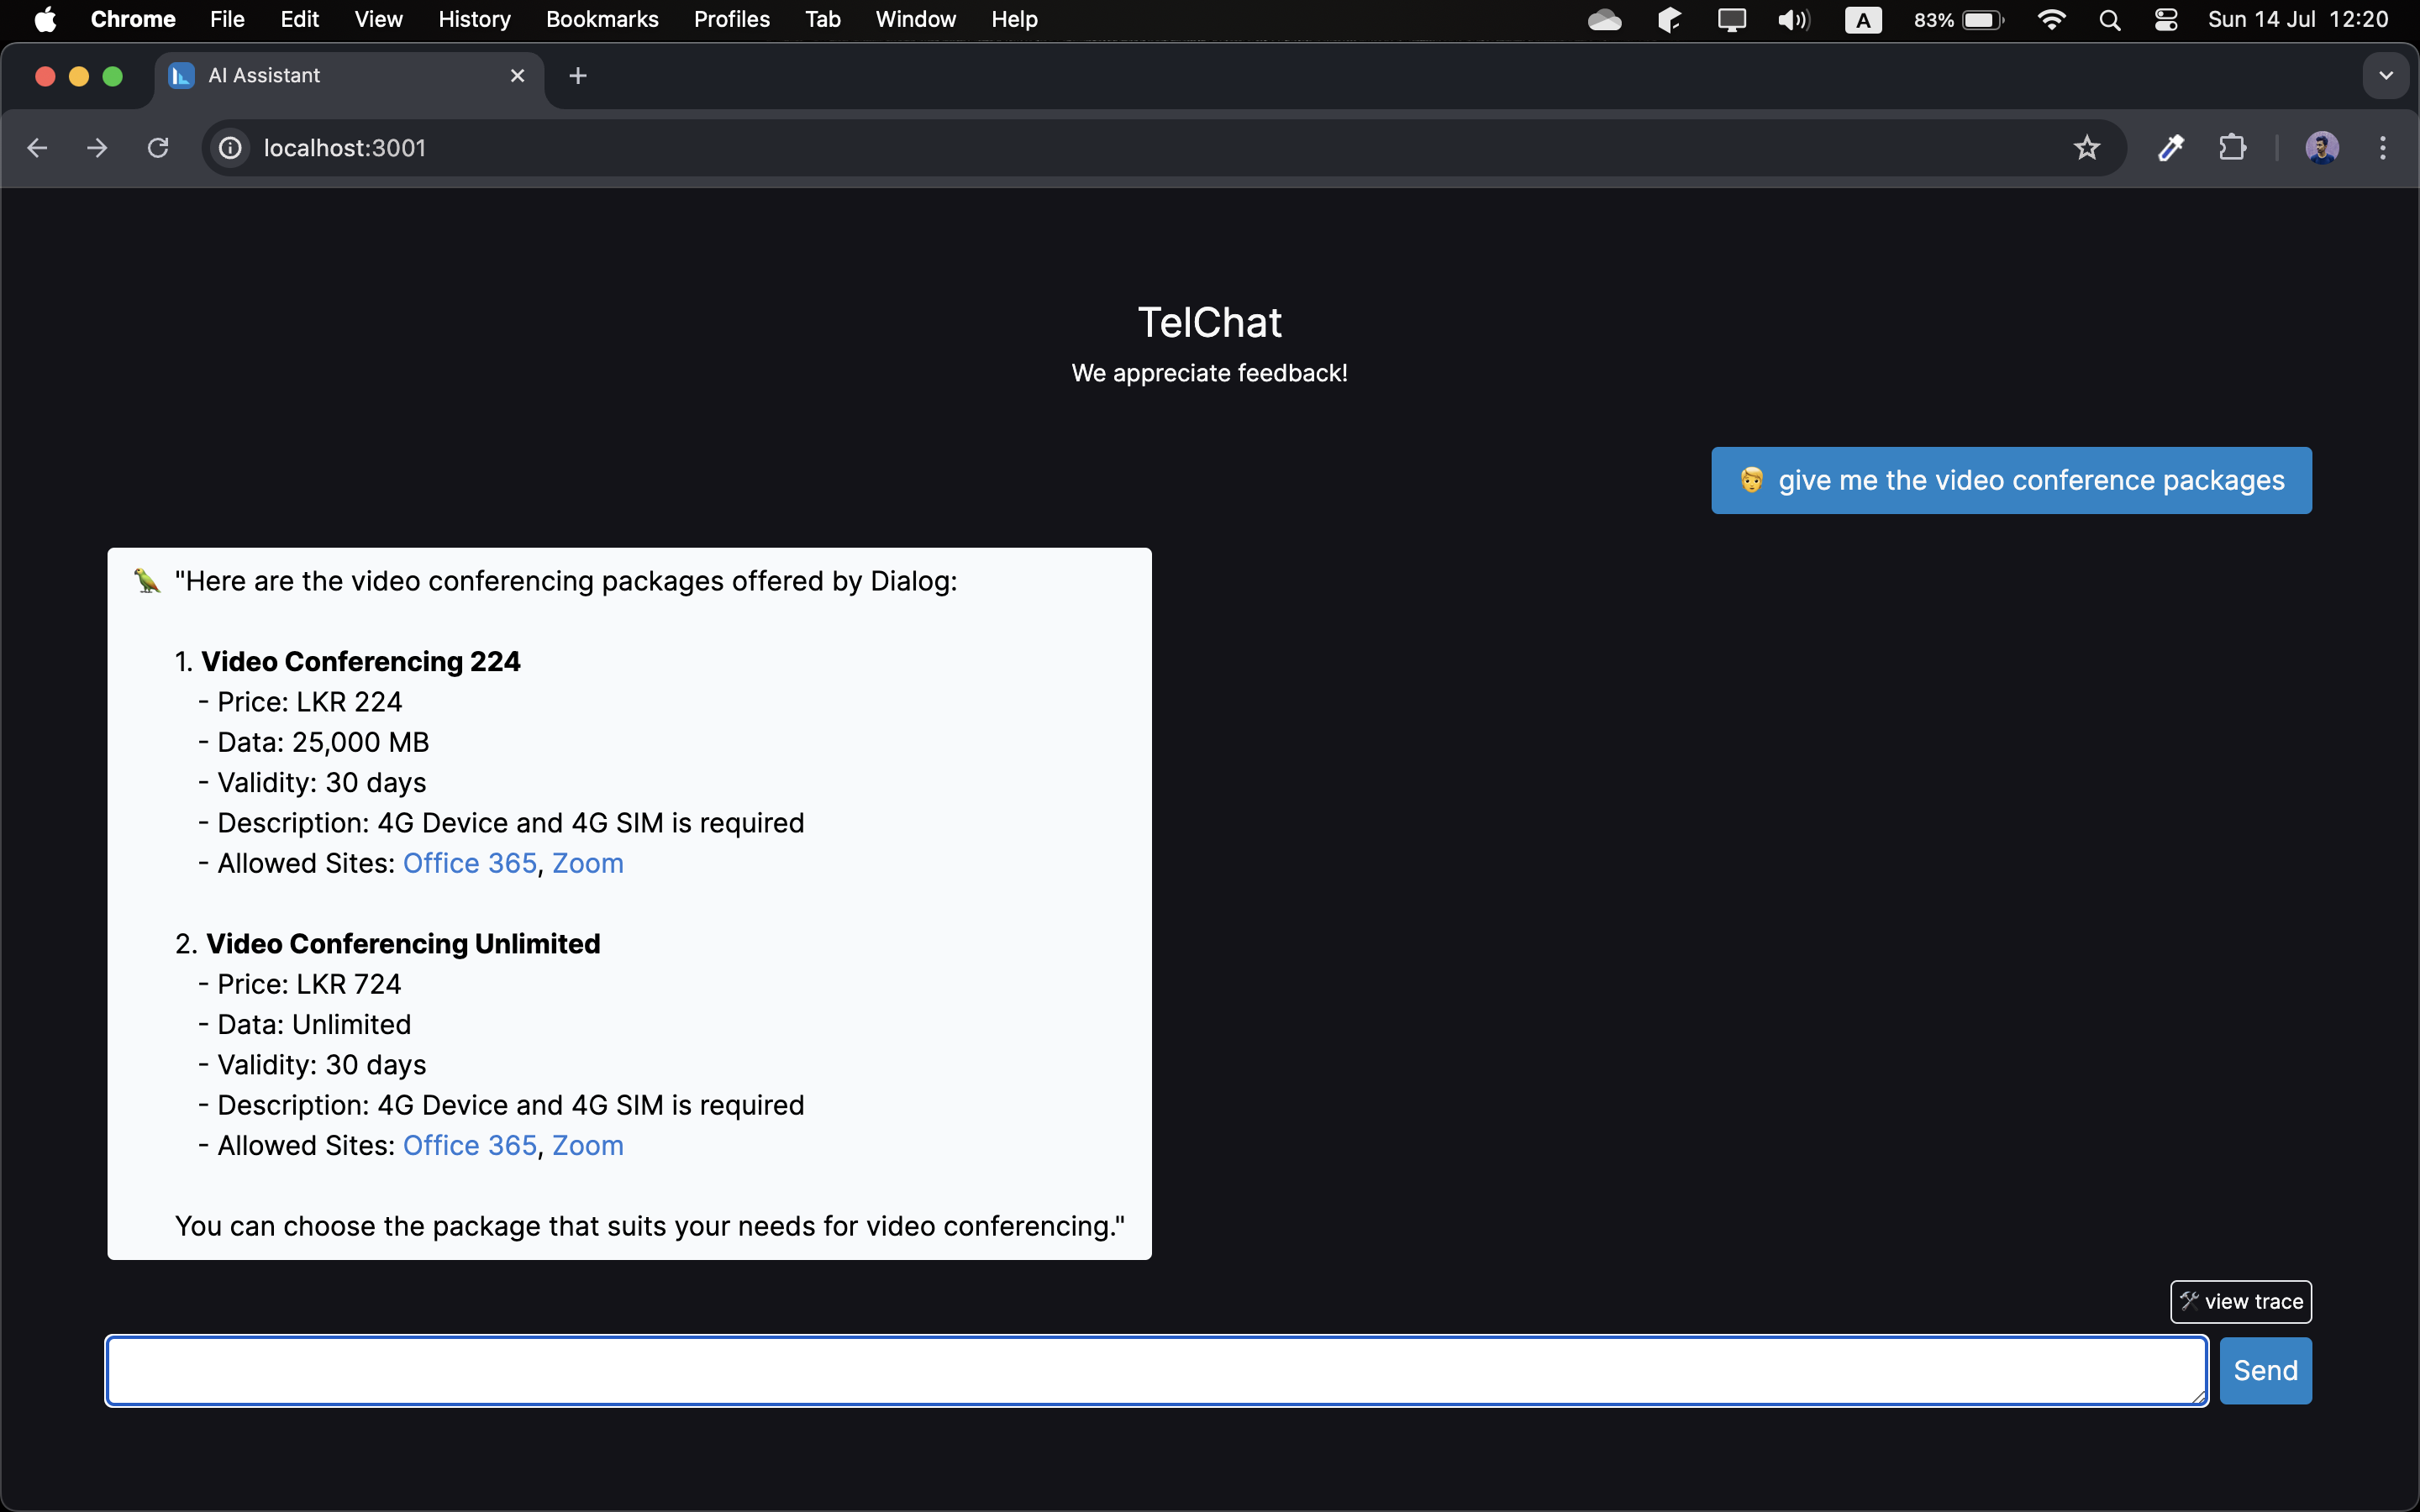 Chrome File Edit View History Bookmarks Profiles Tab Window Help A 83% Sun 14 Jul 12:20
AI Assistant
localhost:3001
TelChat
We appreciate feedback!
give me the video conference packages
"Here are the video conferencing packages offered by Dialog:
1. Video Conferencing 224
- Price: LKR 224
- Data: 25,000 MB
- Validity: 30 days
- Description: 4G Device and 4G SIM is required
- Allowed Sites: Office 365, Zoom
2. Video Conferencing Unlimited
- Price: LKR 724
- Data: Unlimited
- Validity: 30 days
- Description: 4G Device and 4G SIM is required
- Allowed Sites: Office 365, Zoom
You can choose the package that suits your needs for video conferencing."
view trace
Send